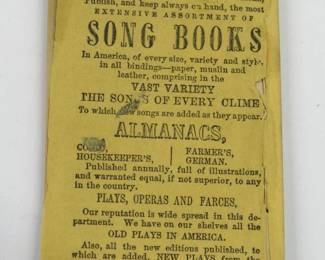 Publish, and keep always on hand, the most
EXTENSIVE ASSORTMENT OF
SONG BOOKS
In America, of every size, variety and style,
in all bindings—paper, muslin and
leather, comprising in the
VAST VARIETY
THE SONGS OF EVERY CLIME
To which new songs are added as they appear.
ALMANACS,
FARMER'S,
HOUSEKEEPER'S, GERMAN.
Published annually, full of illustrations,
and warranted equal, if not superior, to any
in the country.
PLAYS, OPERAS AND FARCES.
Our reputation is wide spread in this de-
partment. We have on our shelves all the
OLD PLAYS IN AMERICA
Also, all the new editions published, to
which are added, NEW PLAYS from the